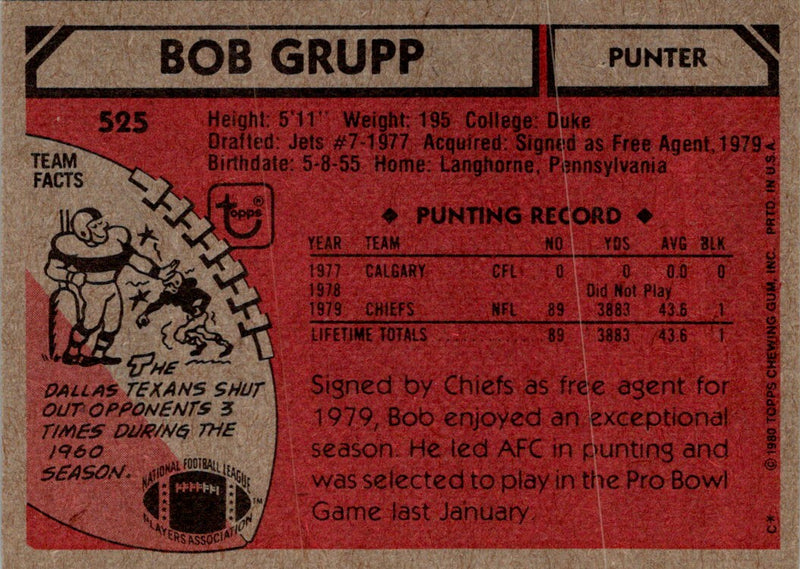 BOB GRUPP
PUNTER
525
Height: 5'11" Weight: 195 College: Duke
Drafted: Jets #7-1977 Acquired: Signed as Free Agent, 1979
Birthdate: 5-8-55 Home: Langhorne, Pennsylvania
TEAM
FACTS
topps®
THE
DALLAS TEXANS SHUT
OUT OPPONENTS 3
TIMES DURING THE
1960
SEASON.
NATIONAL FOOTBALL LEAGUE
PLAYERS ASSOCIATION
TM
◆ PUNTING RECORD ◆
YEAR TEAM NO YDS AVG BLK
1977 CALGARY CFL 0 0 0.0 0
1978 Did Not Play
1979 CHIEFS NFL 89 3883 43.6 1
LIFETIME TOTALS 89 3883 43.6 1
Signed by Chiefs as free agent for
1979, Bob enjoyed an exceptional
season. He led AFC in punting and
was selected to play in the Pro Bowl
Game last January.
C* © 1980 TOPPS CHEWING GUM, INC. PRTD. IN U.S.A.